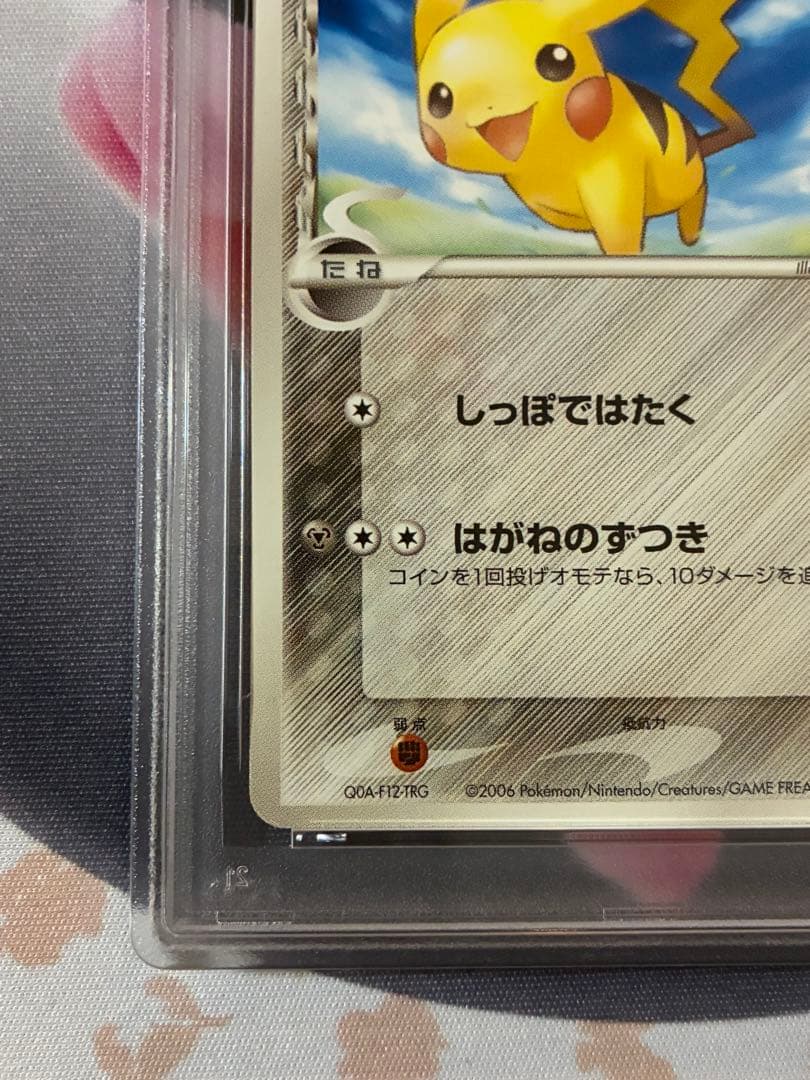 たね
Illu
しっぽではたく
はがねのずつき
コインを1回投げオモテなら、10ダメージを追
弱点
抵抗力
Q0A-F12-TRG ©2006 Pokémon/Nintendo/Creatures/GAME FREA
21